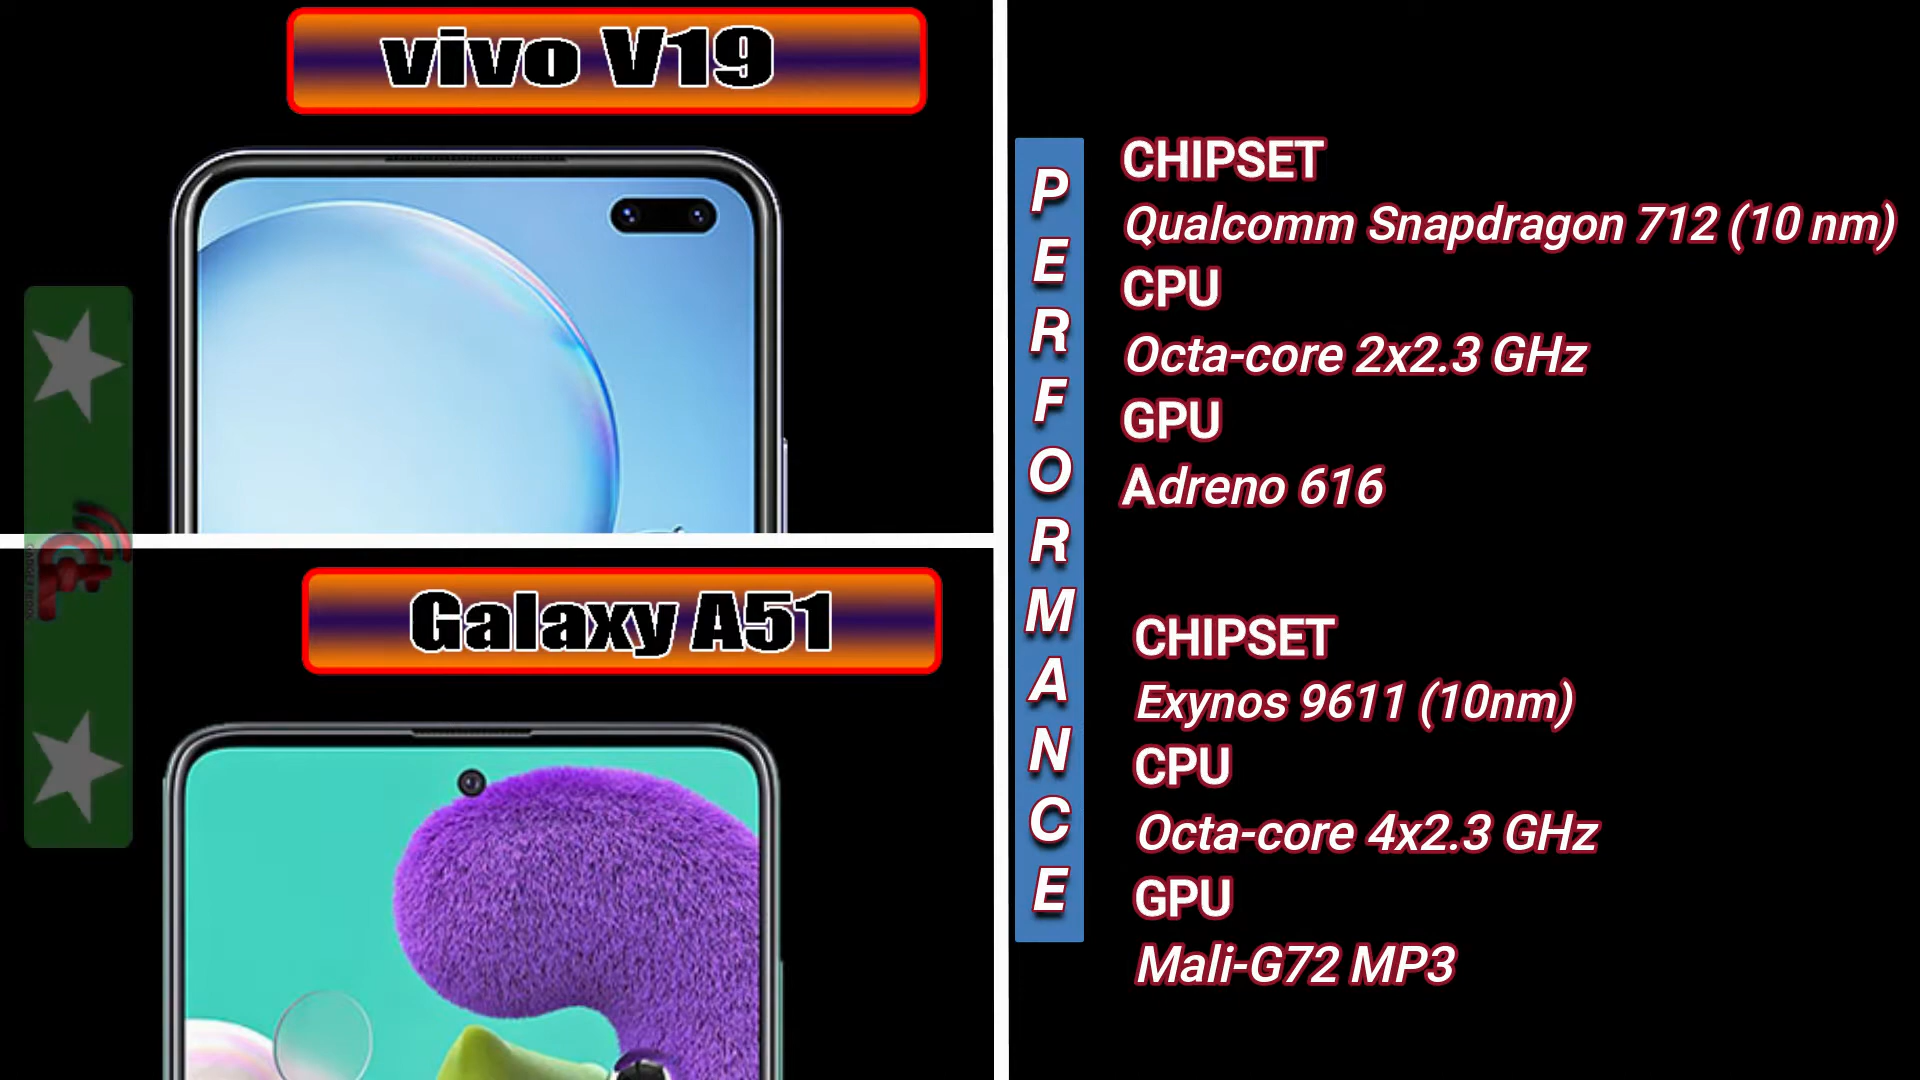 vivo V19
PERFORMANCE
CHIPSET
Qualcomm Snapdragon 712 (10 nm)
CPU
Octa-core 2x2.3 GHz
GPU
Adreno 616
Galaxy A51
CHIPSET
Exynos 9611 (10nm)
CPU
Octa-core 4x2.3 GHz
GPU
Mali-G72 MP3